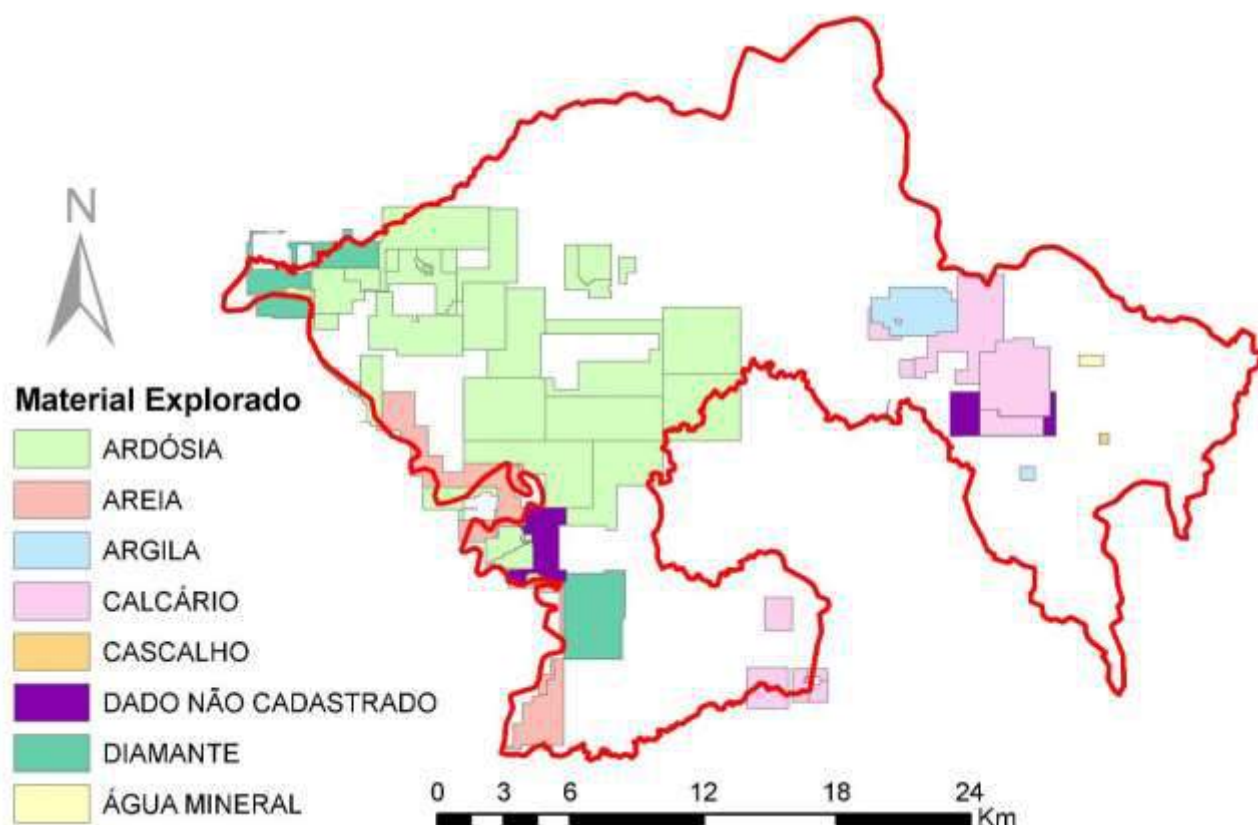 N
Material Explorado
ARDÓSIA
AREIA
ARGILA
CALCÁRIO
CASCALHO
DADO NÃO CADASTRADO
DIAMANTE
ÁGUA MINERAL
0 3 6 12 18 24
Km